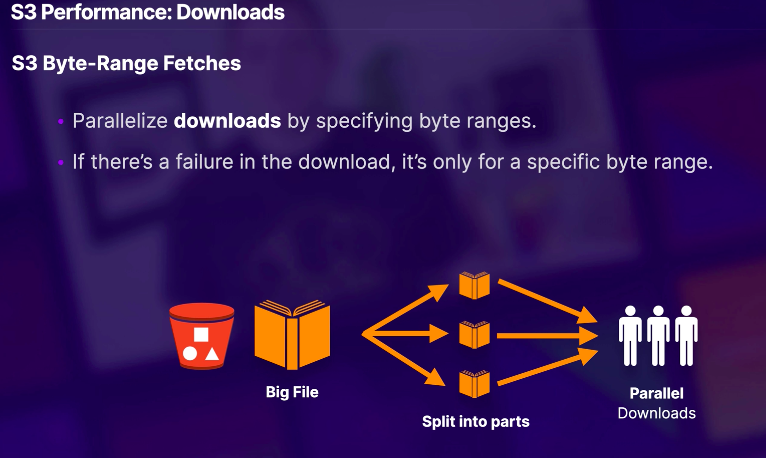 S3 Performance: Downloads
S3 Byte-Range Fetches
• Parallelize downloads by specifying byte ranges.
• If there’s a failure in the download, it’s only for a specific byte range.
Big File
Split into parts
Parallel
Downloads